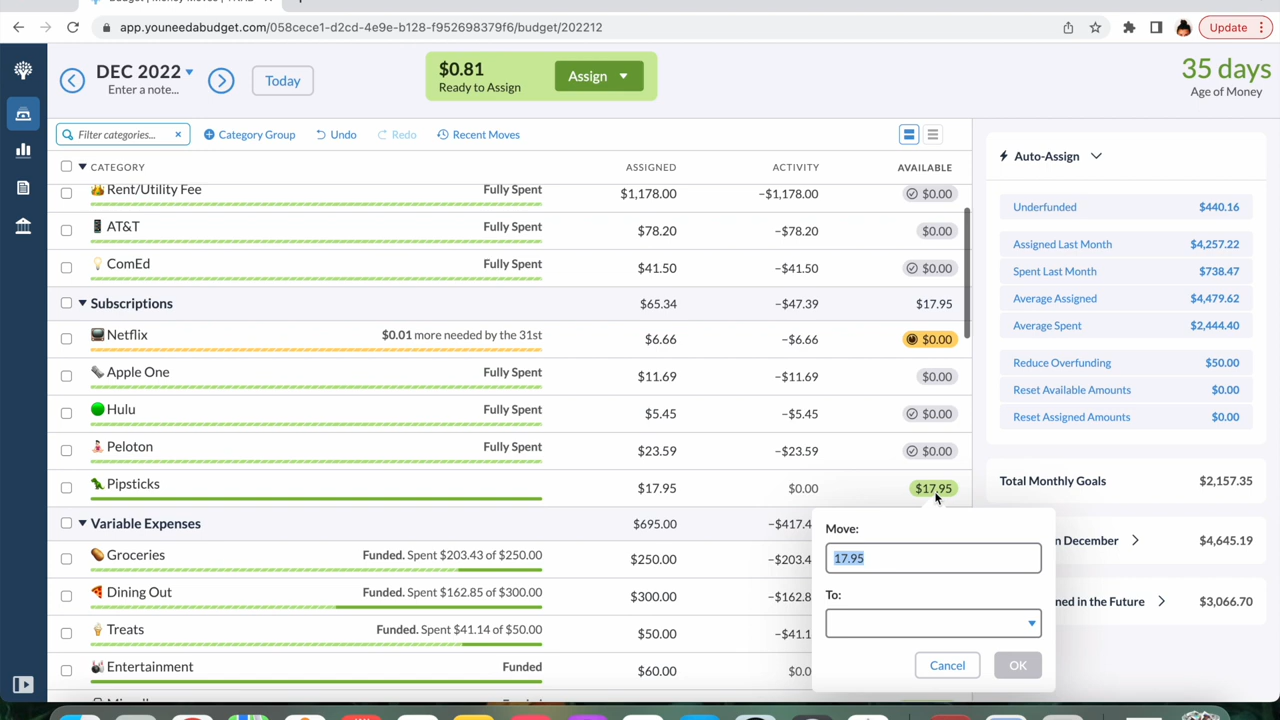 app.youneedabudget.com/058cece1-d2cd-4e9e-b128-f952698379f6/budget/202212
Update
DEC 2022
Enter a note...
Today
$0.81
Ready to Assign
Assign
35 days
Age of Money
Filter categories...
Category Group
Undo
Redo
Recent Moves
CATEGORY ASSIGNED ACTIVITY AVAILABLE
Rent/Utility Fee Fully Spent $1,178.00 −$1,178.00 $0.00
AT&T Fully Spent $78.20 −$78.20 $0.00
ComEd Fully Spent $41.50 −$41.50 $0.00
Subscriptions $65.34 −$47.39 $17.95
Netflix $0.01 more needed by the 31st $6.66 −$6.66 $0.00
Apple One Fully Spent $11.69 −$11.69 $0.00
Hulu Fully Spent $5.45 −$5.45 $0.00
Peloton Fully Spent $23.59 −$23.59 $0.00
Pipsticks $17.95 $0.00 $17.95
Variable Expenses $695.00 −$417.4
Groceries Funded. Spent $203.43 of $250.00 $250.00 −$203.4
Dining Out Funded. Spent $162.85 of $300.00 $300.00 −$162.8
Treats Funded. Spent $41.14 of $50.00 $50.00 −$41.1
Entertainment Funded $60.00 $0.0
Move:
17.95
To:
Cancel
OK
Auto-Assign
Underfunded $440.16
Assigned Last Month $4,257.22
Spent Last Month $738.47
Average Assigned $4,479.62
Average Spent $2,444.40
Reduce Overfunding $50.00
Reset Available Amounts $0.00
Reset Assigned Amounts $0.00
Total Monthly Goals $2,157.35
n December $4,645.19
ned in the Future $3,066.70